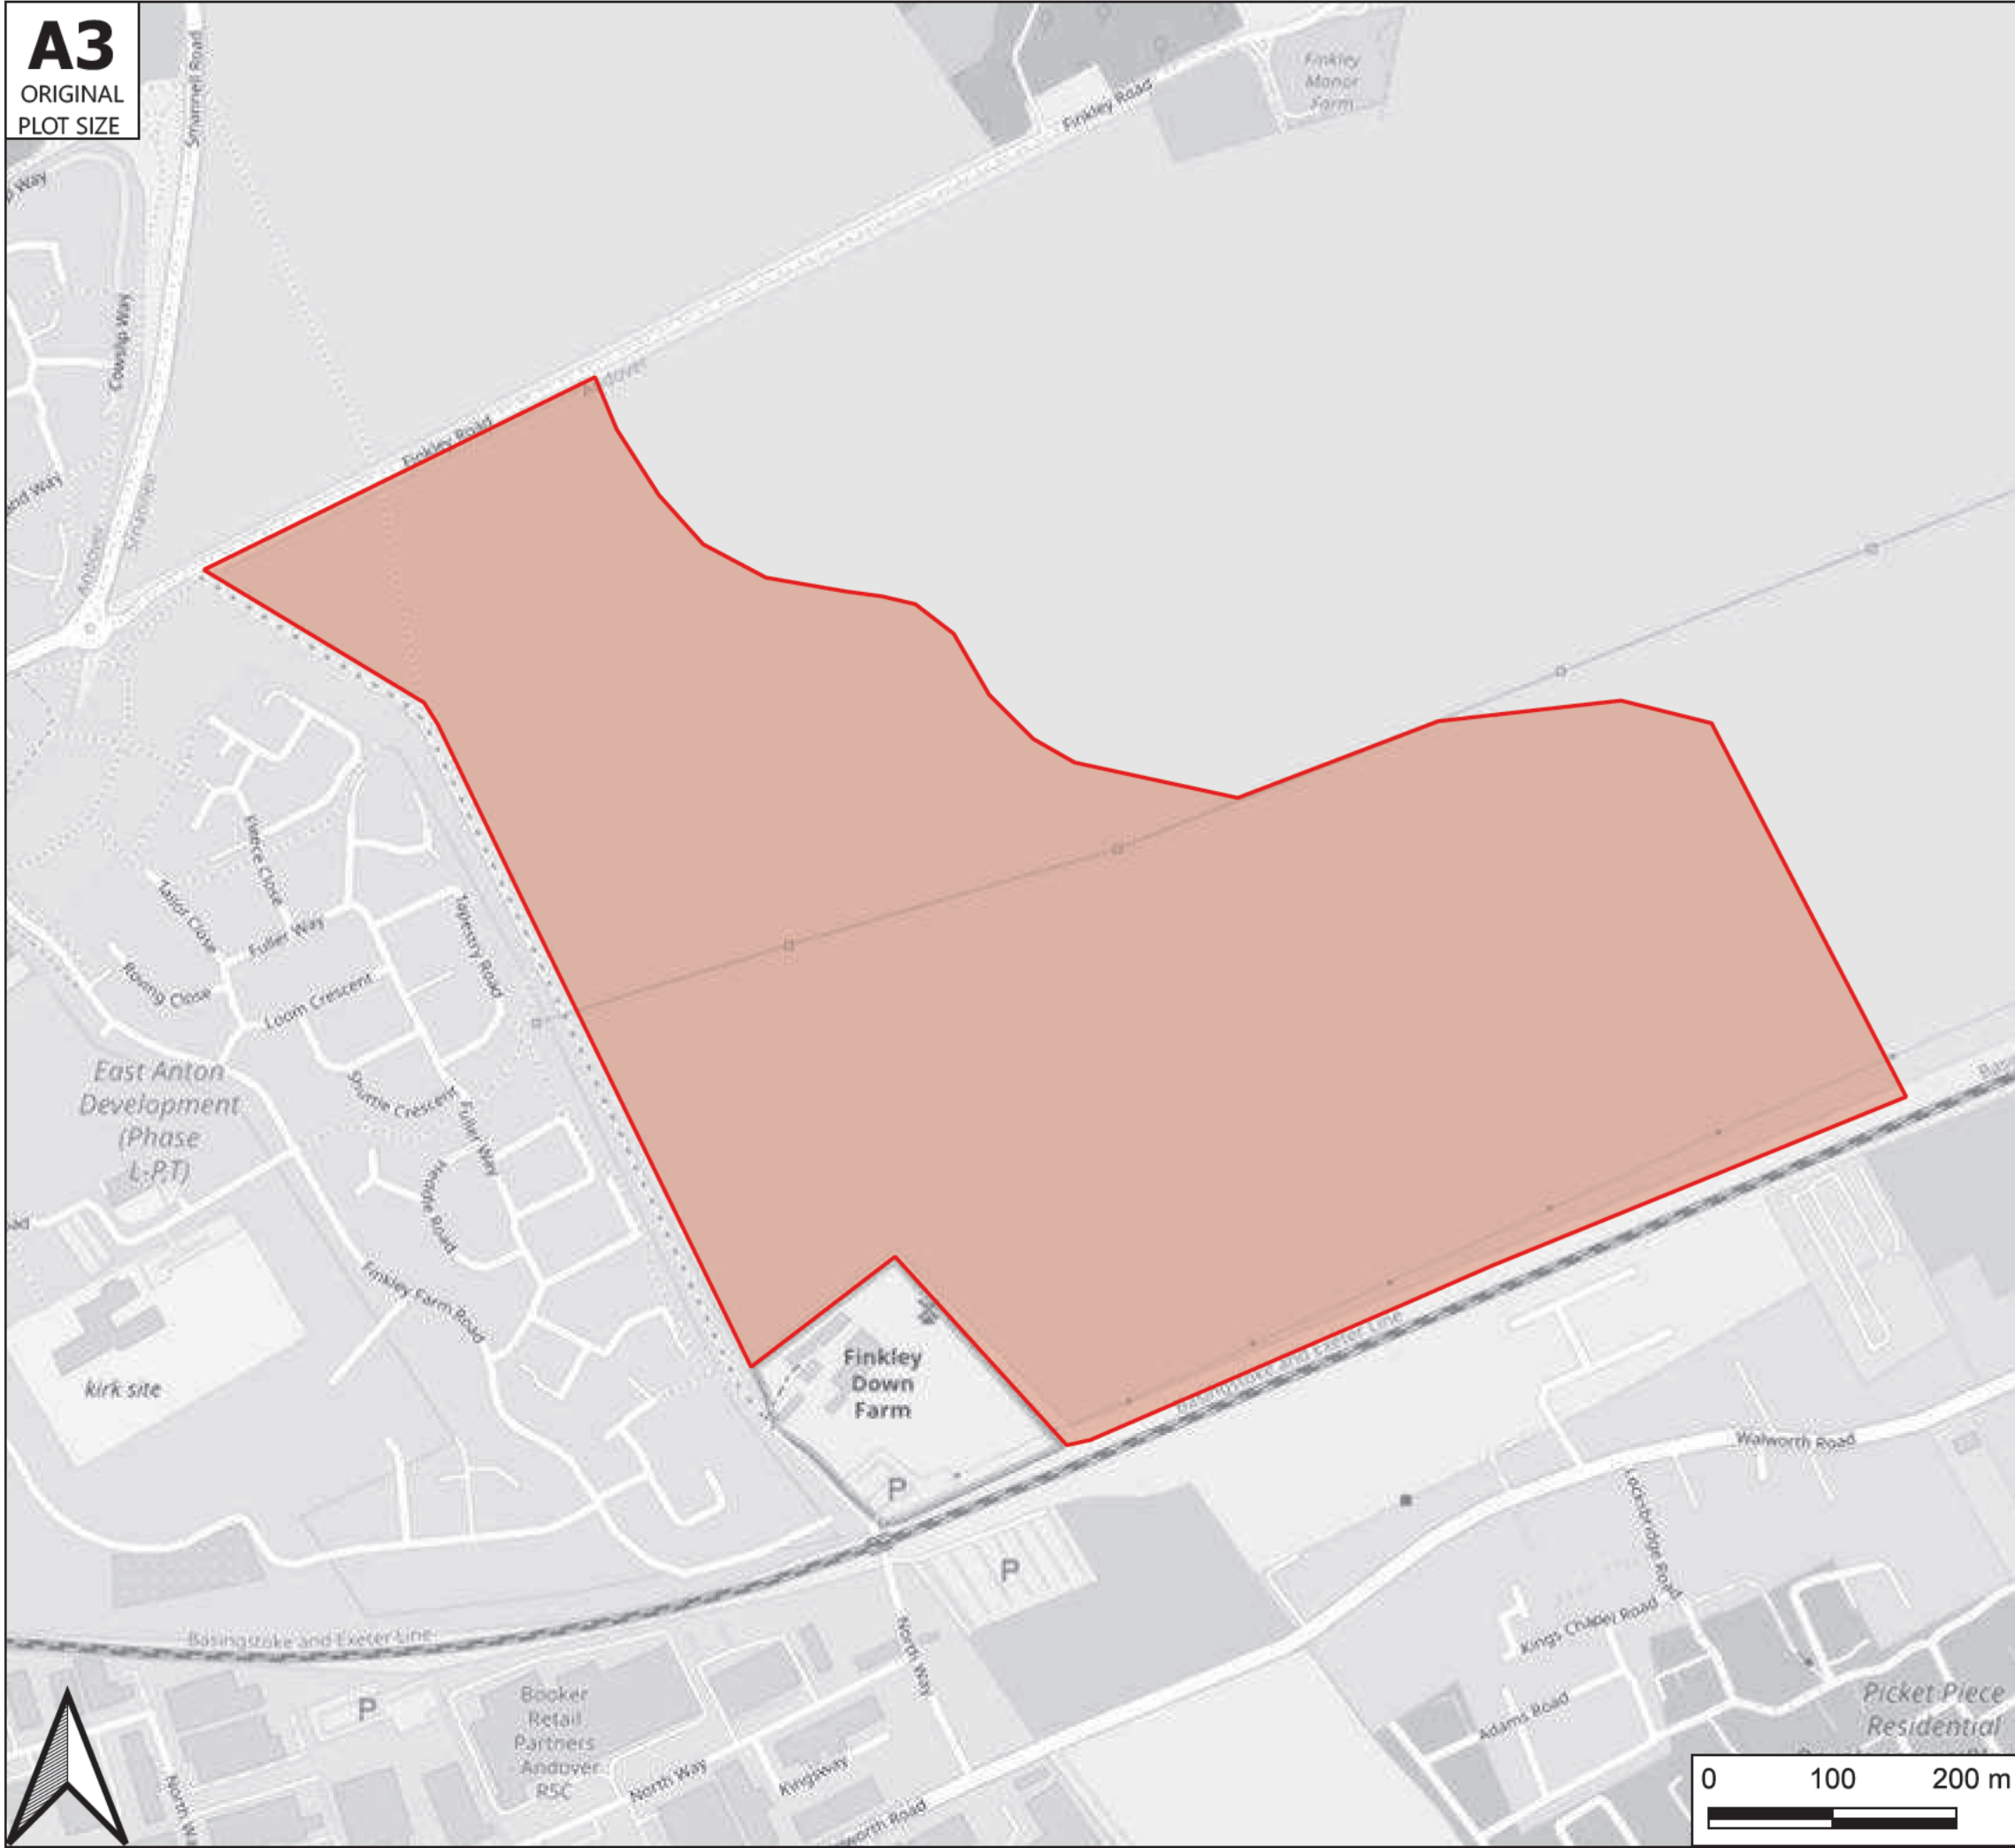 A3
ORIGINAL
PLOT SIZE
Smannell Road
Finkley
Manor
Farm
Finkley Road
Way
Cowslip Way
Andover
Finkley Road
Way
Andover
Smannell
Fleece Close
Tailor Close
Fuller Way
Tapestry Road
Roving Close
Loom Crescent
East Anton
Development
(Phase
L-P,T)
Shuttle Crescent
Fuller Way
Heddle Road
Finkley Farm Road
kirk site
Finkley
Down
Farm
P
Basingstoke and Exeter Line
Walworth Road
P
Locksbridge Road
Kings Chapel Road
Basingstoke and Exeter Line
North Way
P
Booker
Retail
Partners
Andover
RSC
Adams Road
Picket Piece
Residential
North Way
Kingsway
North W
worth Road
0 100 200 m